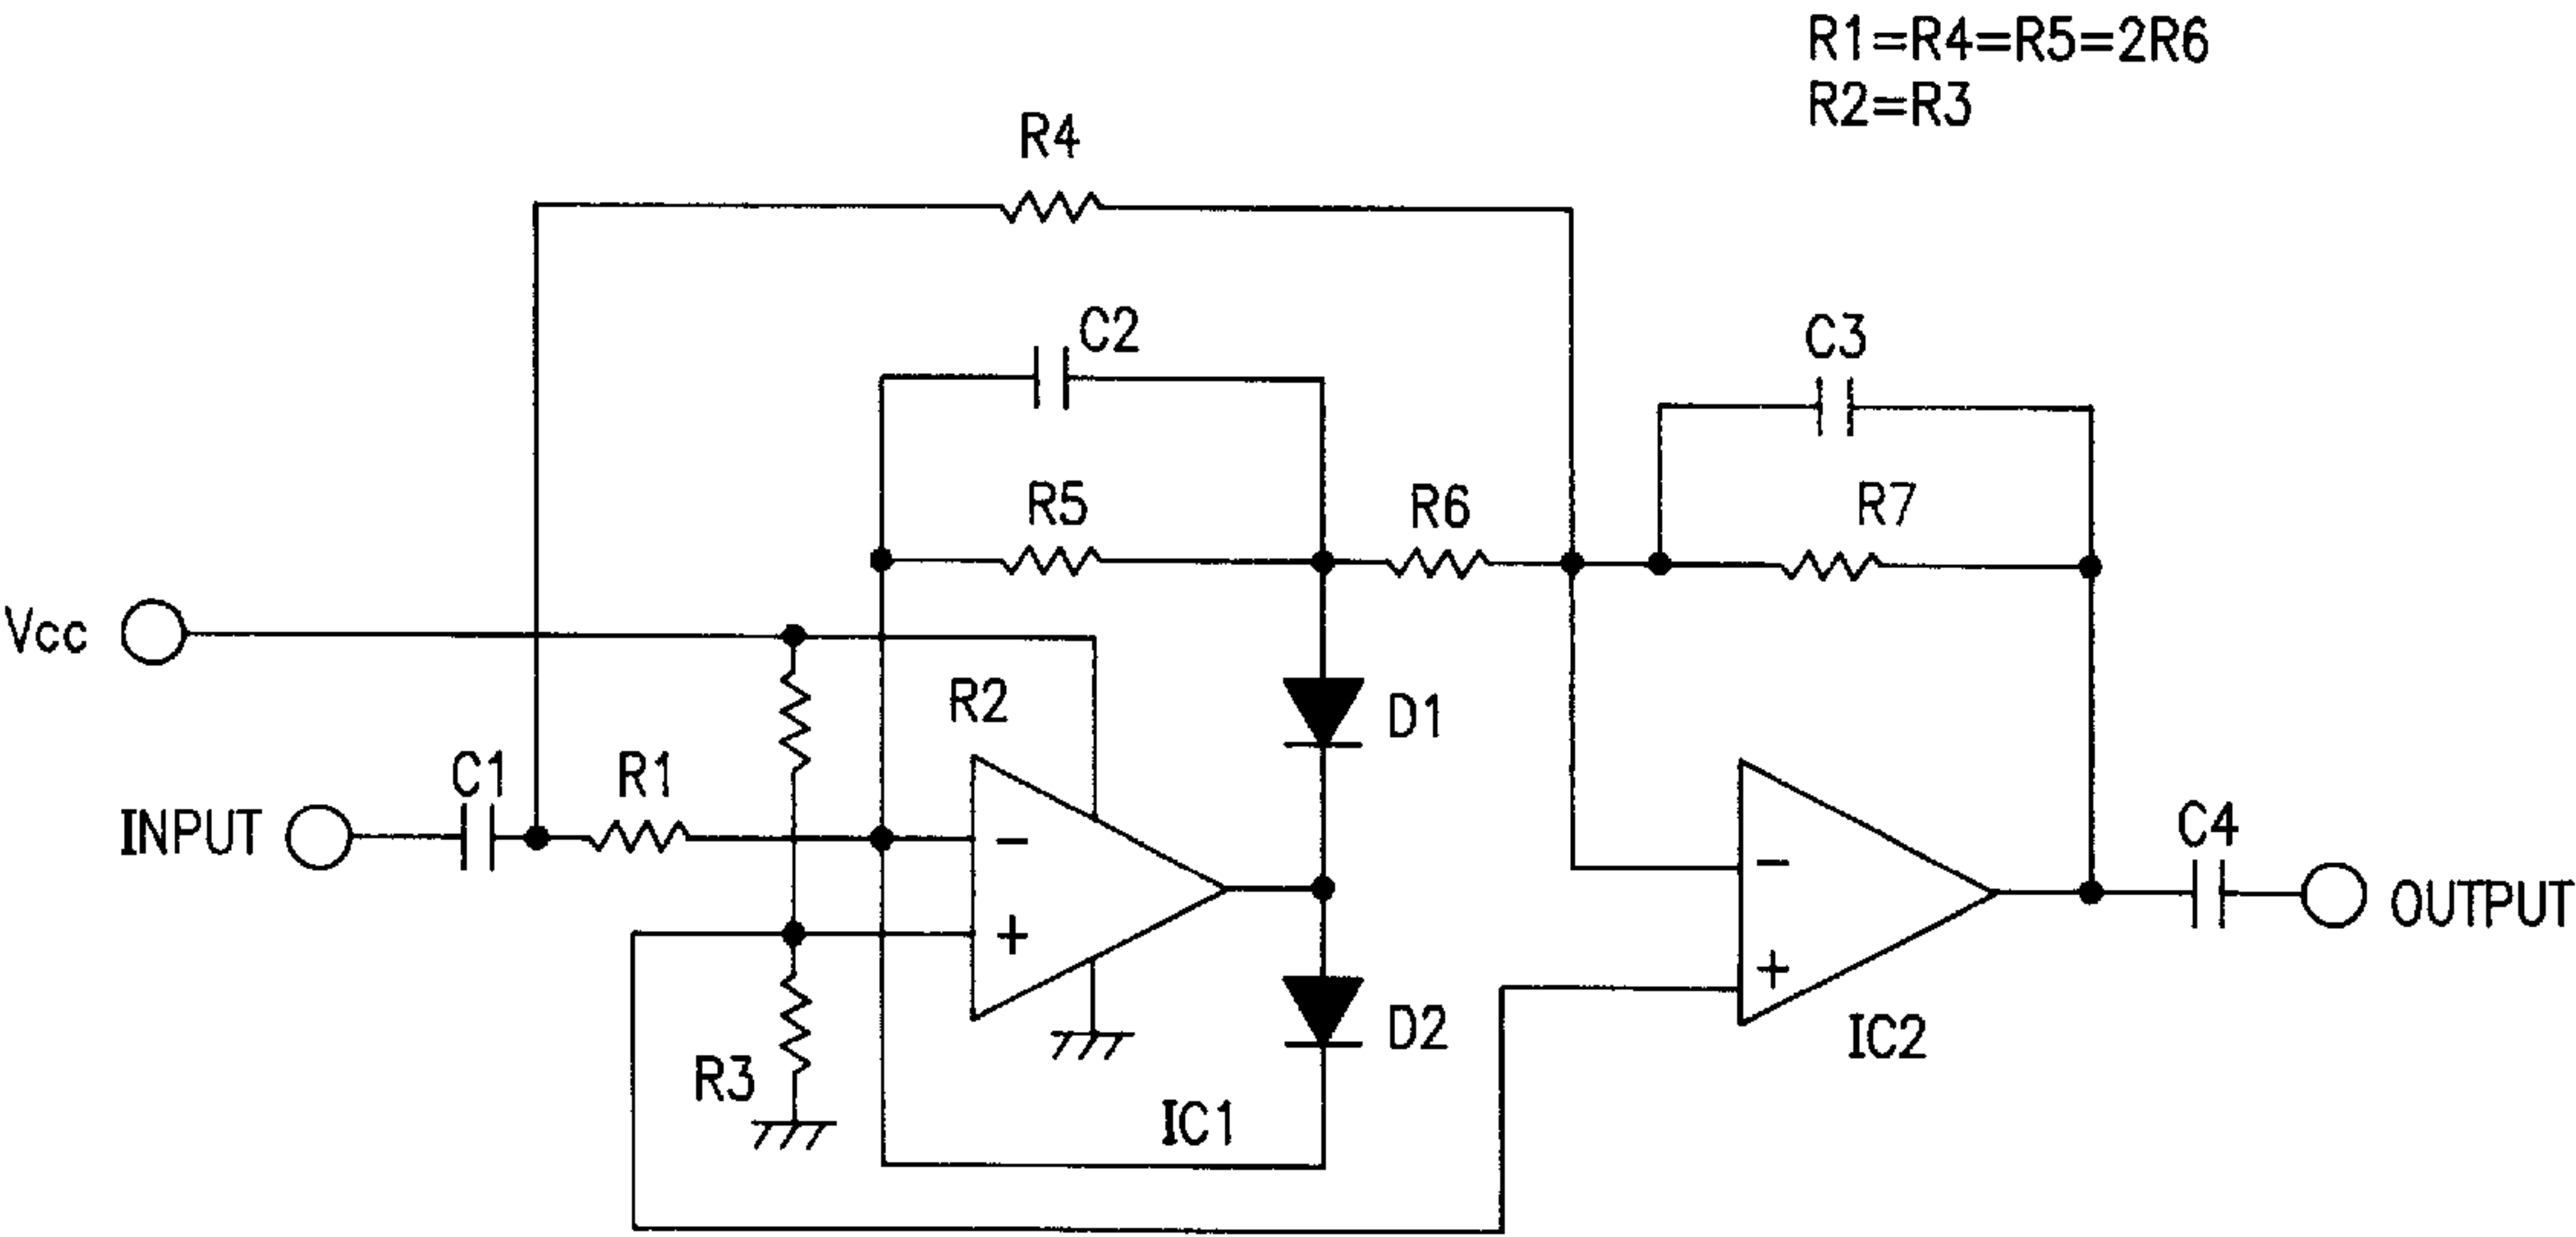 R1=R4=R5=2R6
R2=R3
R4
C2
C3
R5
R6
R7
Vcc
R2
D1
C1
R1
INPUT
−
+
−
+
C4
OUTPUT
D2
IC2
R3
IC1